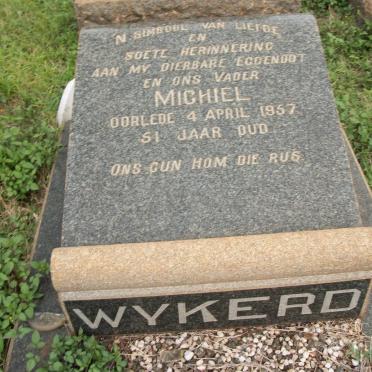 'N SIMBOOL VAN LIEFDE
EN
SOETE HERINNERING
AAN MY DIERBARE EGGENOOT
EN ONS VADER
MICHIEL
OORLEDE 4 APRIL 1957
51 JAAR OUD
ONS GUN HOM DIE RUS
WYKERD